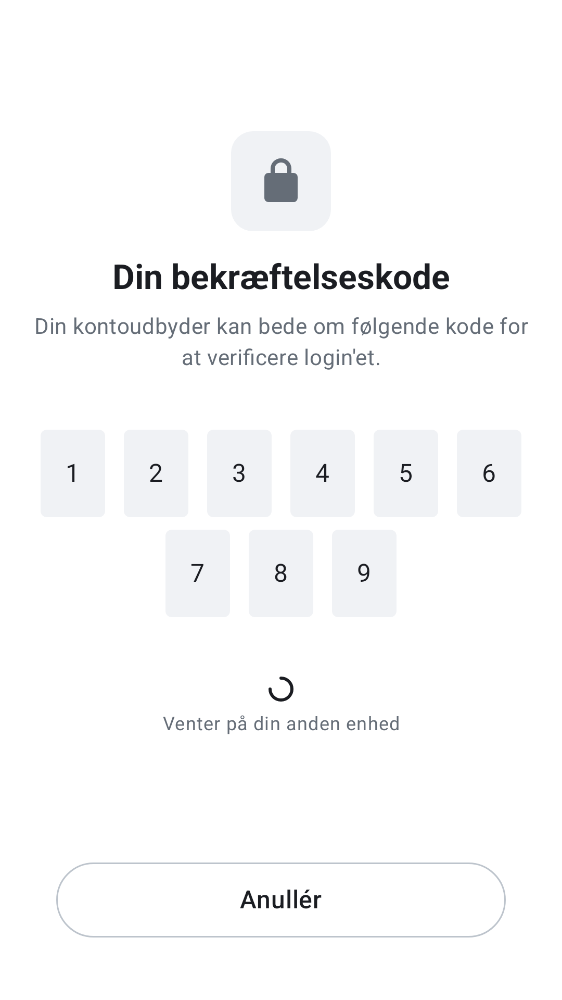 Din bekræftelseskode
Din kontoudbyder kan bede om følgende kode for
at verificere login'et.
1 2 3 4 5 6
7 8 9
Venter på din anden enhed
Anullér